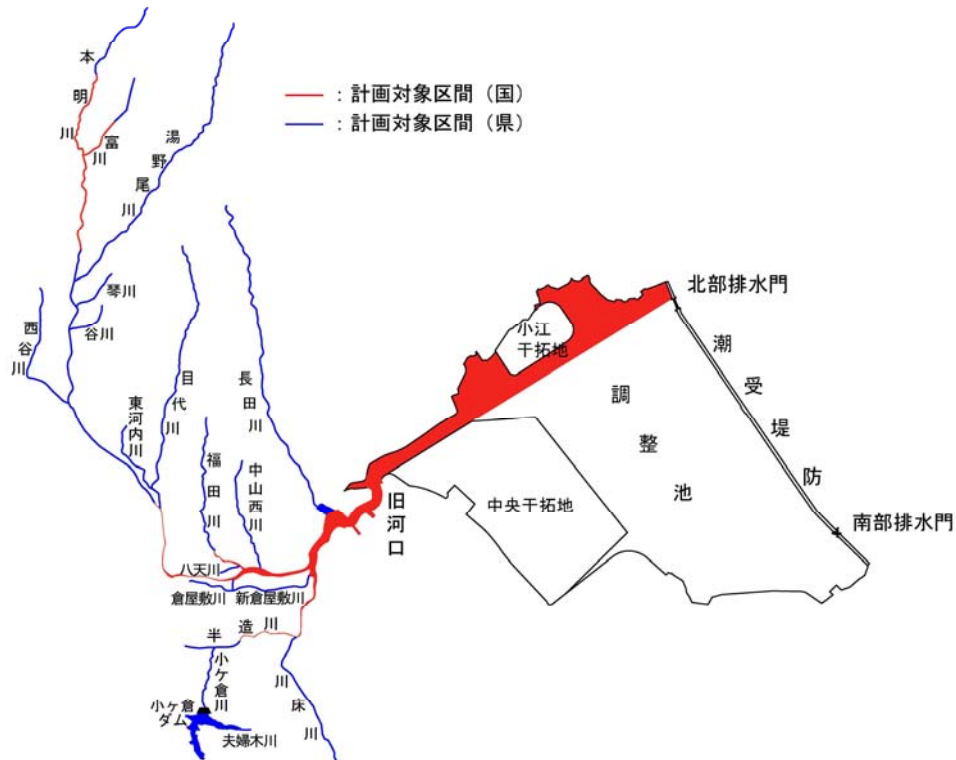 本明川
富川
湯野尾川
：計画対象区間（国）
：計画対象区間（県）
琴川
谷川
西谷川
目代川
長田川
東河内川
福田川
中山西川
八天川
倉屋敷川
新倉屋敷川
半造川
小ケ倉川
小ヶ倉
ダム
夫婦木川
川床川
旧河口
小江
干拓地
中央干拓地
調整池
北部排水門
潮受堤防
南部排水門